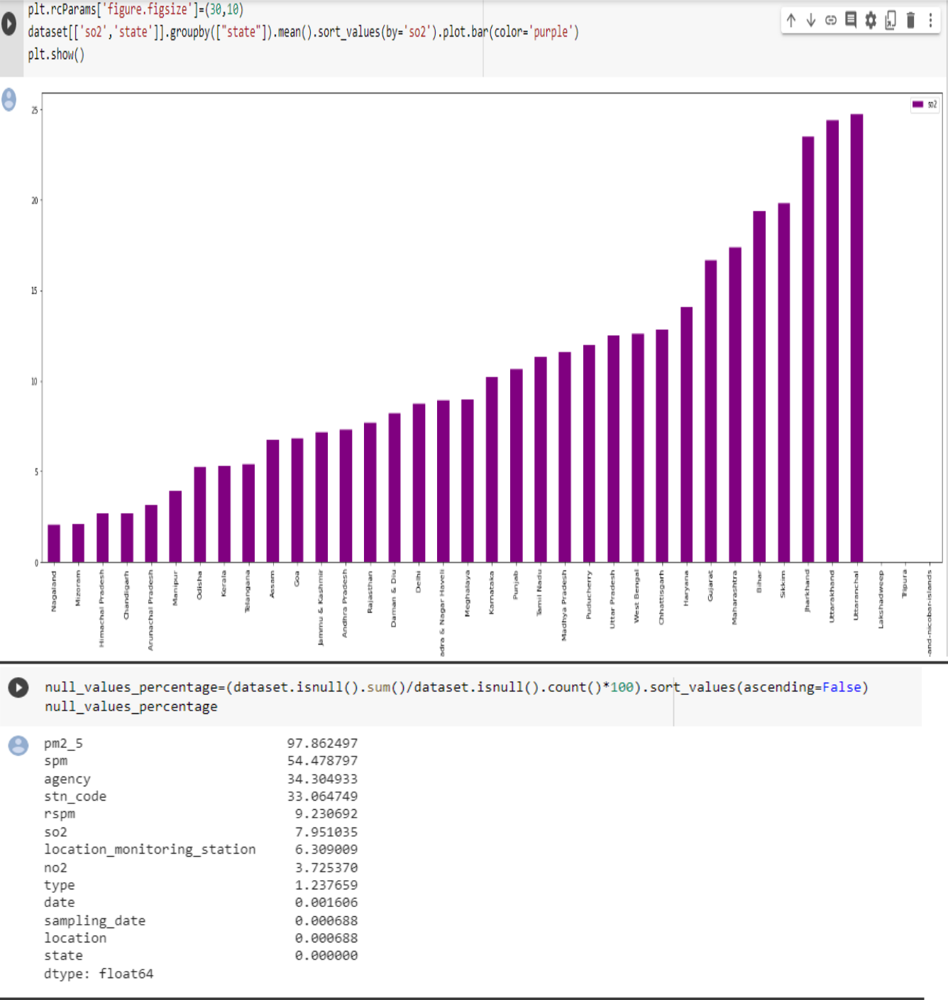 plt.rcParams['figure.figsize']=(30,10)
dataset[['so2','state']].groupby(["state"]).mean().sort_values(by='so2').plot.bar(color='purple')
plt.show()
so2
25
20
15
10
5
0
Nagaland
Mizoram
Himachal Pradesh
Chandigarh
Arunachal Pradesh
Manipur
Odisha
Kerala
Telangana
Assam
Goa
Jammu & Kashmir
Andhra Pradesh
Rajasthan
Daman & Diu
Delhi
adra & Nagar Haveli
Meghalaya
Karnataka
Punjab
Tamil Nadu
Madhya Pradesh
Puducherry
Uttar Pradesh
West Bengal
Chhattisgarh
Haryana
Gujarat
Maharashtra
Bihar
Sikkim
Jharkhand
Uttarakhand
Uttaranchal
Lakshadweep
Tripura
-and-nicobar-islands
null_values_percentage=(dataset.isnull().sum()/dataset.isnull().count()*100).sort_values(ascending=False)
null_values_percentage
pm2_5 97.862497
spm 54.478797
agency 34.304933
stn_code 33.064749
rspm 9.230692
so2 7.951035
location_monitoring_station 6.309009
no2 3.725370
type 1.237659
date 0.001606
sampling_date 0.000688
location 0.000688
state 0.000000
dtype: float64